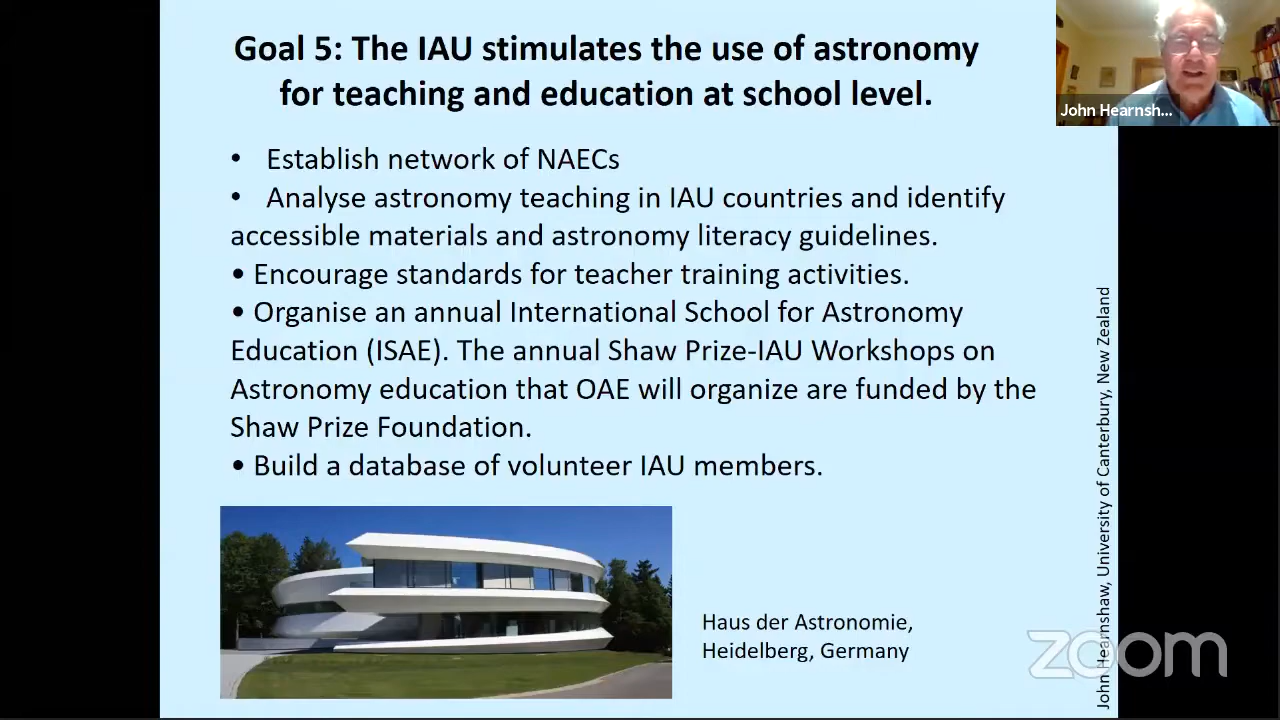 Goal 5: The IAU stimulates the use of astronomy
for teaching and education at school level.
• Establish network of NAECs
• Analyse astronomy teaching in IAU countries and identify
accessible materials and astronomy literacy guidelines.
• Encourage standards for teacher training activities.
• Organise an annual International School for Astronomy
Education (ISAE). The annual Shaw Prize-IAU Workshops on
Astronomy education that OAE will organize are funded by the
Shaw Prize Foundation.
• Build a database of volunteer IAU members.
Haus der Astronomie,
Heidelberg, Germany
John Hearnshaw, University of Canterbury, New Zealand
John Hearnsh...
zoom